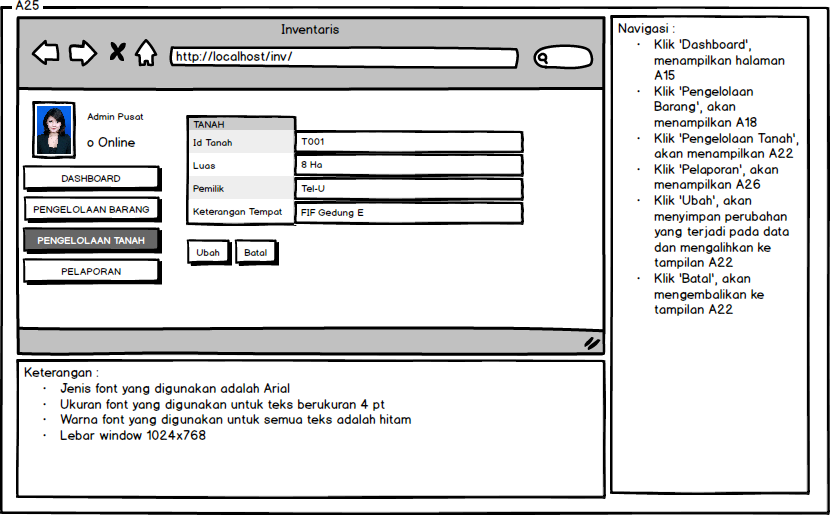 A25
Inventaris
http://localhost/inv/
Admin Pusat
o Online
DASHBOARD
PENGELOLAAN BARANG
PENGELOLAAN TANAH
PELAPORAN
TANAH
Id Tanah T001
Luas 8 Ha
Pemilik Tel-U
Keterangan Tempat FIF Gedung E
Ubah Batal
Navigasi :
· Klik 'Dashboard',
menampilkan halaman
A15
· Klik 'Pengelolaan
Barang', akan
menampilkan A18
· Klik 'Pengelolaan Tanah',
akan menampilkan A22
· Klik 'Pelaporan', akan
menampilkan A26
· Klik 'Ubah', akan
menyimpan perubahan
yang terjadi pada data
dan mengalihkan ke
tampilan A22
· Klik 'Batal', akan
mengembalikan ke
tampilan A22
Keterangan :
· Jenis font yang digunakan adalah Arial
· Ukuran font yang digunakan untuk teks berukuran 4 pt
· Warna font yang digunakan untuk semua teks adalah hitam
· Lebar window 1024x768